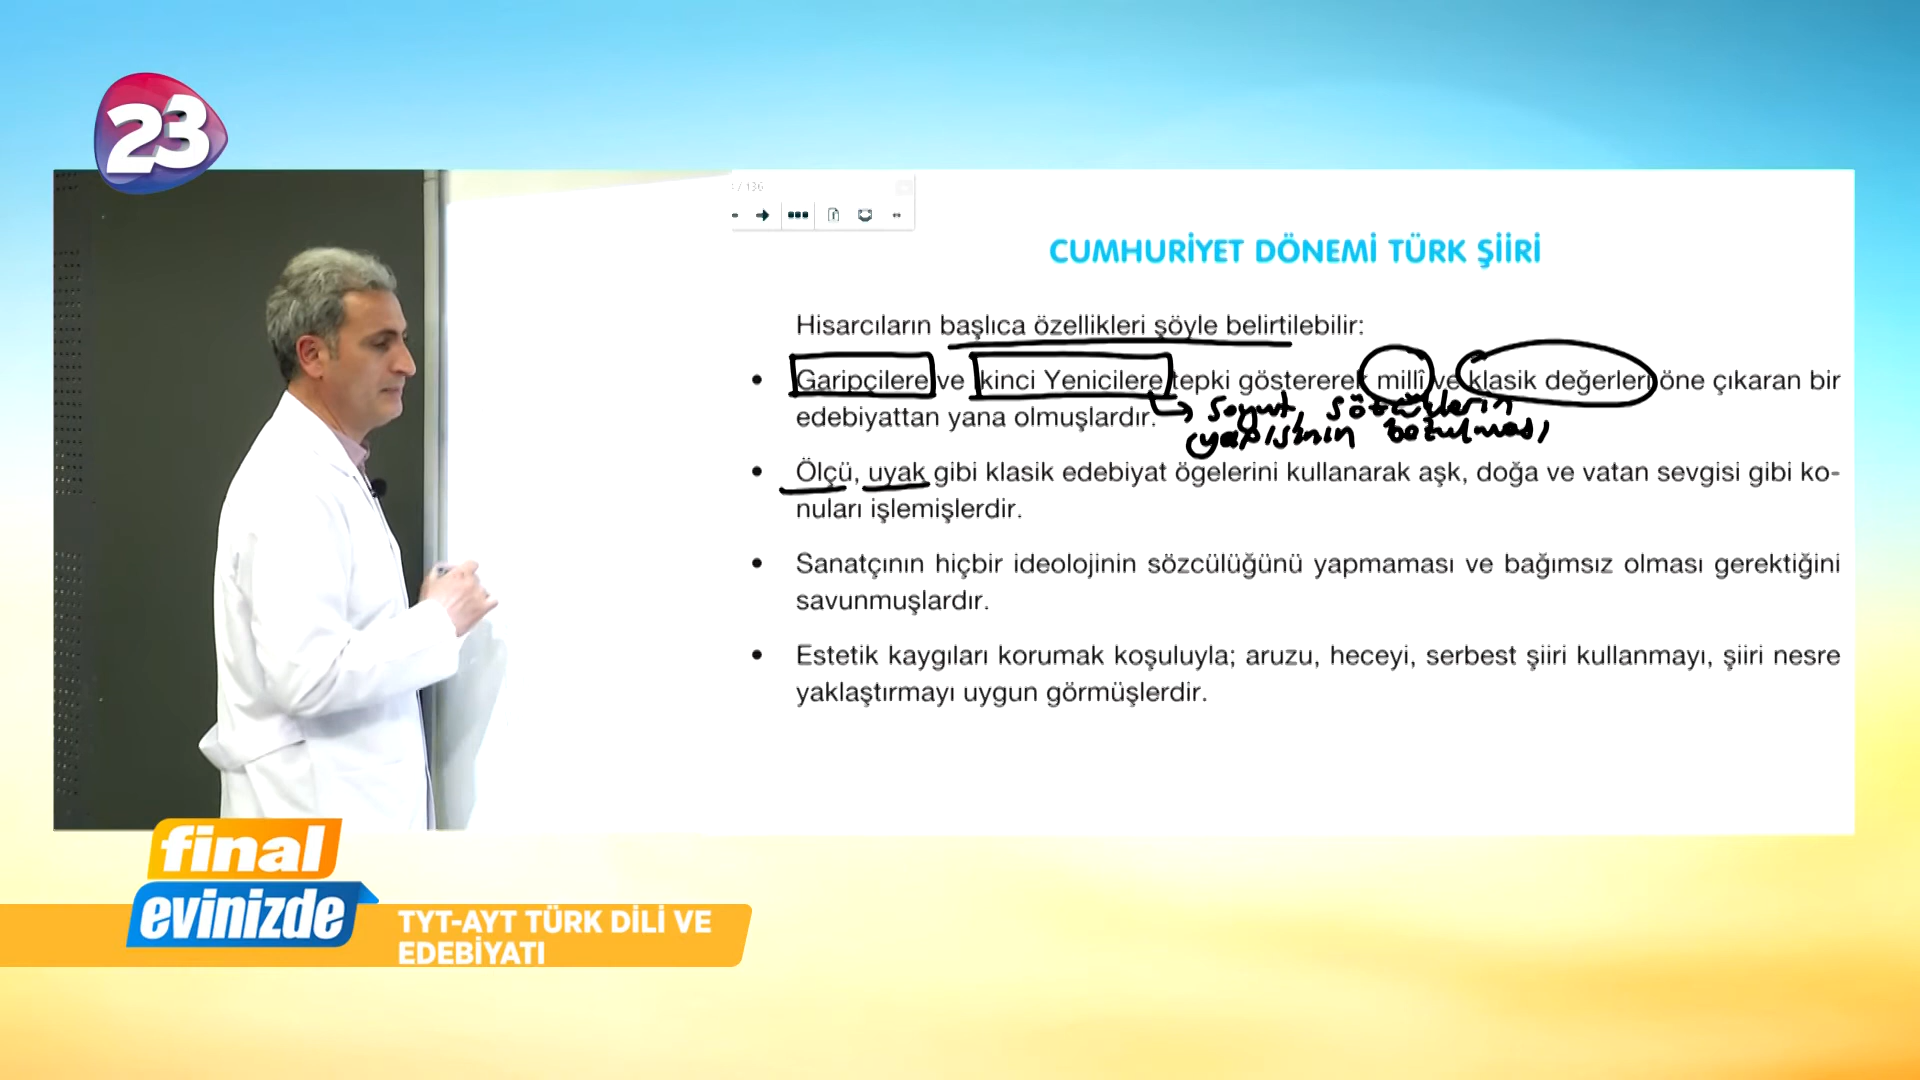 23
/ 136
CUMHURİYET DÖNEMİ TÜRK ŞİİRİ
Hisarcıların başlıca özellikleri şöyle belirtilebilir:
• Garipçilere ve İkinci Yenicilere tepki göstererek millî ve klasik değerleri öne çıkaran bir
edebiyattan yana olmuşlardır.
soyut, sözcüklerin
yapısının bozulması
• Ölçü, uyak gibi klasik edebiyat ögelerini kullanarak aşk, doğa ve vatan sevgisi gibi ko-
nuları işlemişlerdir.
• Sanatçının hiçbir ideolojinin sözcülüğünü yapmaması ve bağımsız olması gerektiğini
savunmuşlardır.
• Estetik kaygıları korumak koşuluyla; aruzu, heceyi, serbest şiiri kullanmayı, şiiri nesre
yaklaştırmayı uygun görmüşlerdir.
final
evinizde
TYT-AYT TÜRK DİLİ VE
EDEBİYATI